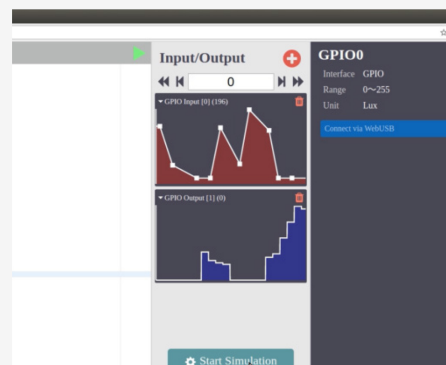 Input/Output
0
GPIO Input [0] (196)
GPIO Output [1] (0)
Start Simulation
GPIO0
Interface GPIO
Range 0〜255
Unit Lux
Connect via WebUSB